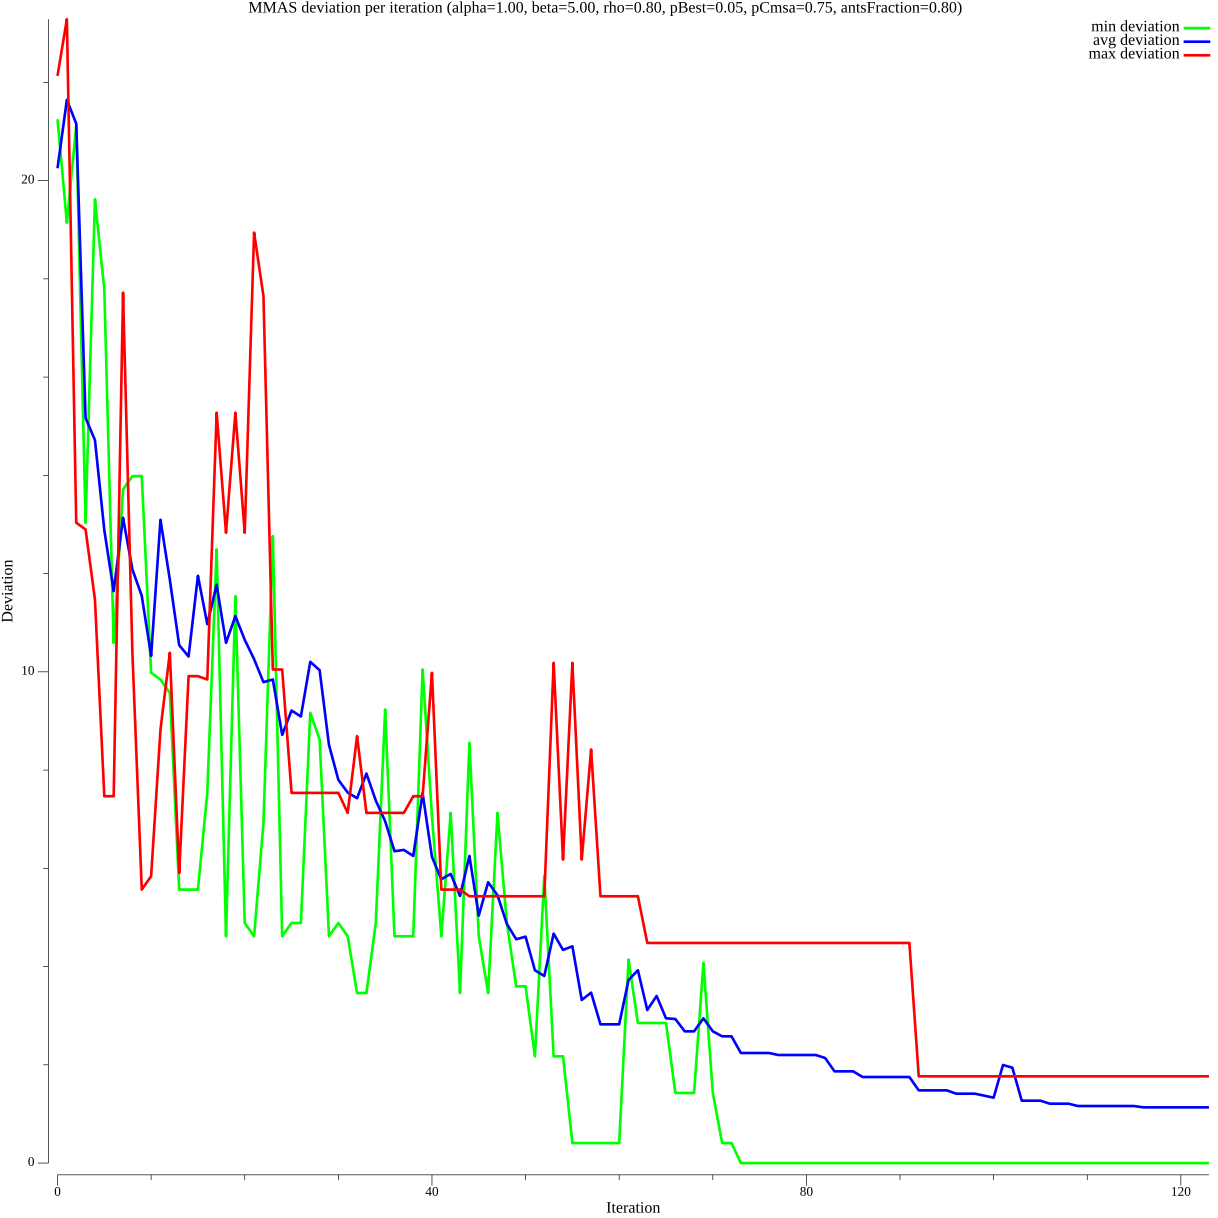 MMAS deviation per iteration (alpha=1.00, beta=5.00, rho=0.80, pBest=0.05, pCmsa=0.75, antsFraction=0.80)
min deviation
avg deviation
max deviation
20
10
0
Deviation
0
40
80
120
Iteration